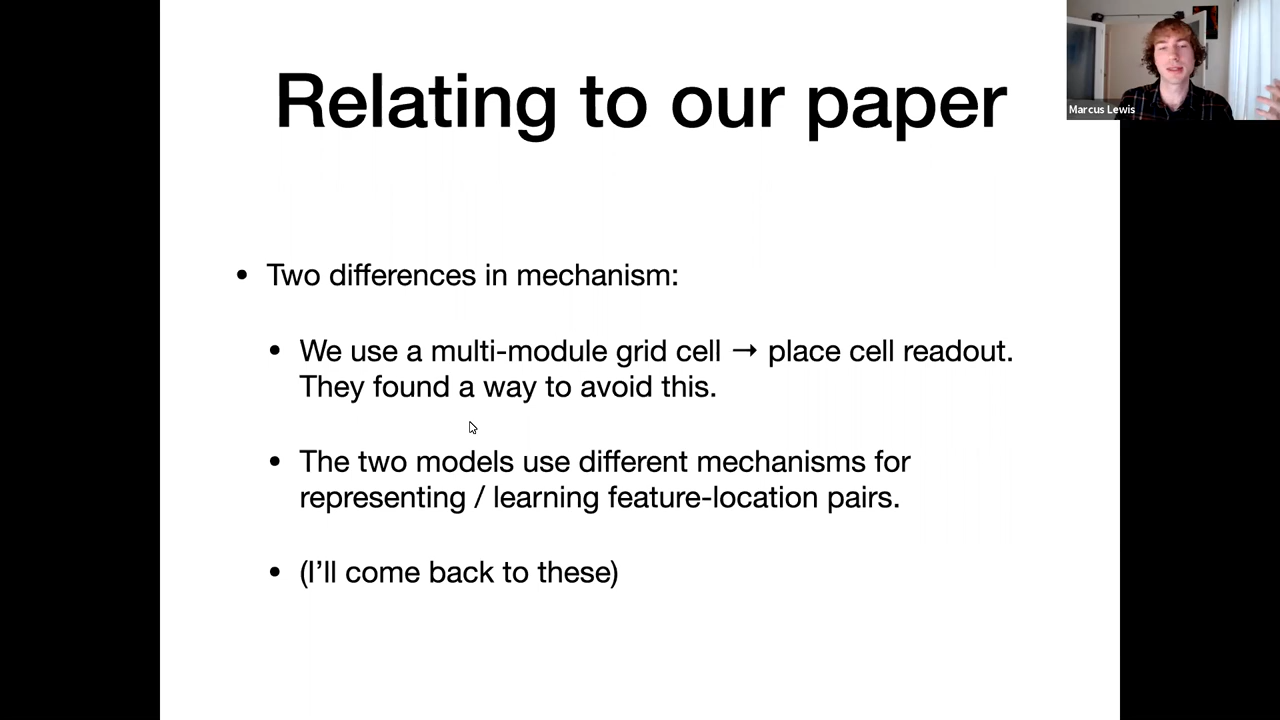 Relating to our paper
Marcus Lewis
• Two differences in mechanism:
• We use a multi-module grid cell → place cell readout.
They found a way to avoid this.
• The two models use different mechanisms for
representing / learning feature-location pairs.
• (I’ll come back to these)